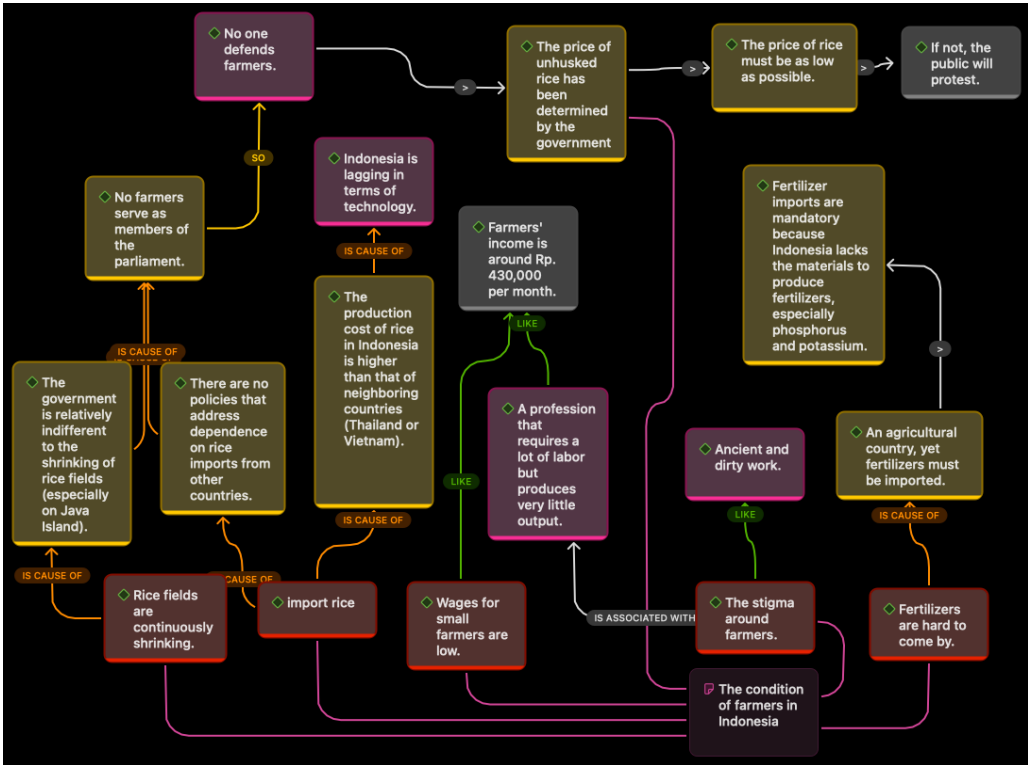 No one
defends
farmers.
>
The price of
unhusked
rice has
been
determined
by the
government
>
The price of rice
must be as low
as possible.
>
If not, the
public will
protest.
SO
Indonesia is
lagging in
terms of
technology.
IS CAUSE OF
No farmers
serve as
members of
the
parliament.
Farmers'
income is
around Rp.
430,000
per month.
Fertilizer
imports are
mandatory
because
Indonesia lacks
the materials to
produce
fertilizers,
especially
phosphorus
and potassium.
The
production
cost of rice
in Indonesia
is higher
than that of
neighboring
countries
(Thailand or
Vietnam).
LIKE
>
IS CAUSE OF
The
government
is relatively
indifferent
to the
shrinking of
rice fields
(especially
on Java
Island).
There are no
policies that
address
dependence
on rice
imports from
other
countries.
A profession
that
requires a
lot of labor
but
produces
very little
output.
Ancient and
dirty work.
An agricultural
country, yet
fertilizers must
be imported.
LIKE
LIKE
IS CAUSE OF
IS CAUSE OF
IS CAUSE OF
CAUSE OF
Rice fields
are
continuously
shrinking.
import rice
Wages for
small
farmers are
low.
IS ASSOCIATED WITH
The stigma
around
farmers.
Fertilizers
are hard to
come by.
The condition
of farmers in
Indonesia